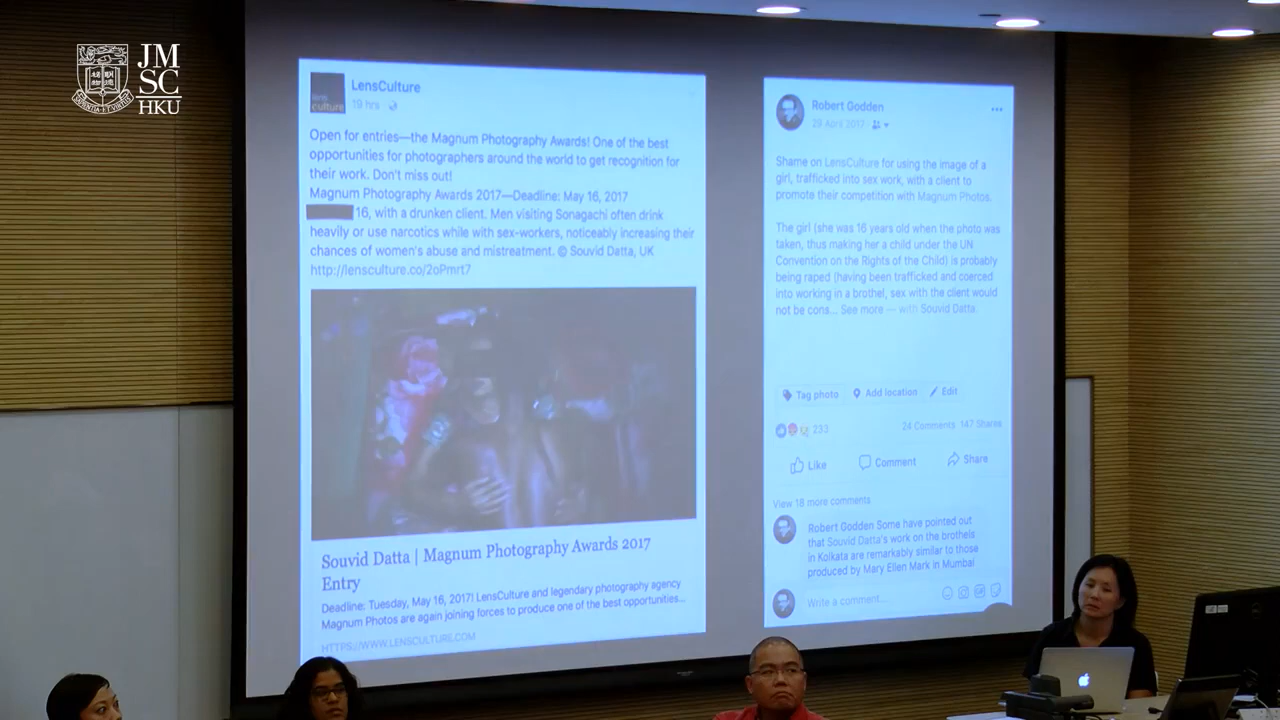 JM
SC
HKU
LensCulture
19 hrs
Open for entries—the Magnum Photography Awards! One of the best
opportunities for photographers around the world to get recognition for
their work. Don't miss out!
Magnum Photography Awards 2017—Deadline: May 16, 2017
16, with a drunken client. Men visiting Sonagachi often drink
heavily or use narcotics while with sex-workers, noticeably increasing their
chances of women's abuse and mistreatment. © Souvid Datta, UK
http://lensculture.co/2oPmrt7
Souvid Datta | Magnum Photography Awards 2017
Entry
Deadline: Tuesday, May 16, 2017! LensCulture and legendary photography agency
Magnum Photos are again joining forces to produce one of the best opportunities...
HTTPS://WWW.LENSCULTURE.COM
Robert Godden
29 April 2017
Shame on LensCulture for using the image of a
girl, trafficked into sex work, with a client to
promote their competition with Magnum Photos.
The girl (she was 16 years old when the photo was
taken, thus making her a child under the UN
Convention on the Rights of the Child) is probably
being raped (having been trafficked and coerced
into working in a brothel, sex with the client would
not be cons... See more — with Souvid Datta.
Tag photo Add location Edit
233 24 Comments 147 Shares
Like Comment Share
View 18 more comments
Robert Godden Some have pointed out
that Souvid Datta's work on the brothels
in Kolkata are remarkably similar to those
produced by Mary Ellen Mark in Mumbai
Write a comment...